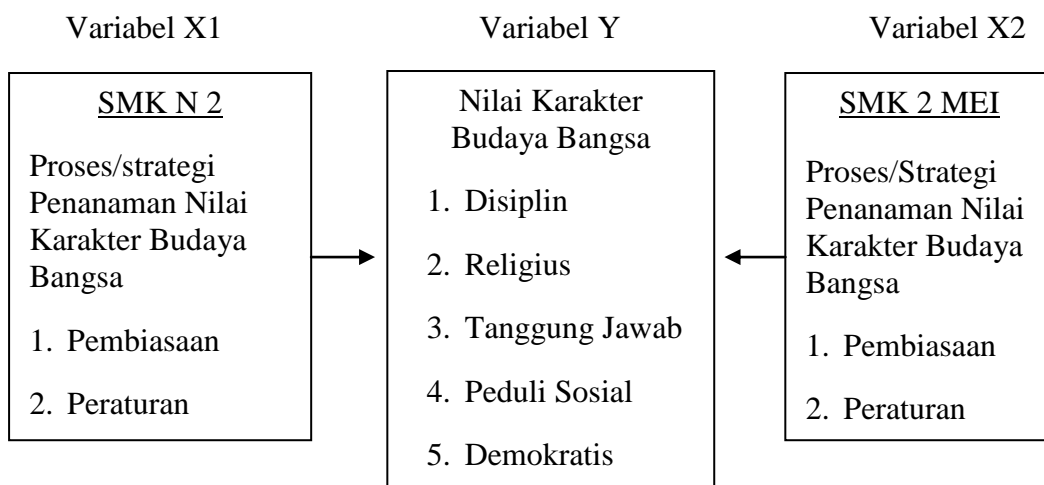 Variabel X1
Variabel Y
Variabel X2
SMK N 2
Proses/strategi
Penanaman Nilai
Karakter Budaya
Bangsa
1. Pembiasaan
2. Peraturan
Nilai Karakter
Budaya Bangsa
1. Disiplin
2. Religius
3. Tanggung Jawab
4. Peduli Sosial
5. Demokratis
SMK 2 MEI
Proses/Strategi
Penanaman Nilai
Karakter Budaya
Bangsa
1. Pembiasaan
2. Peraturan